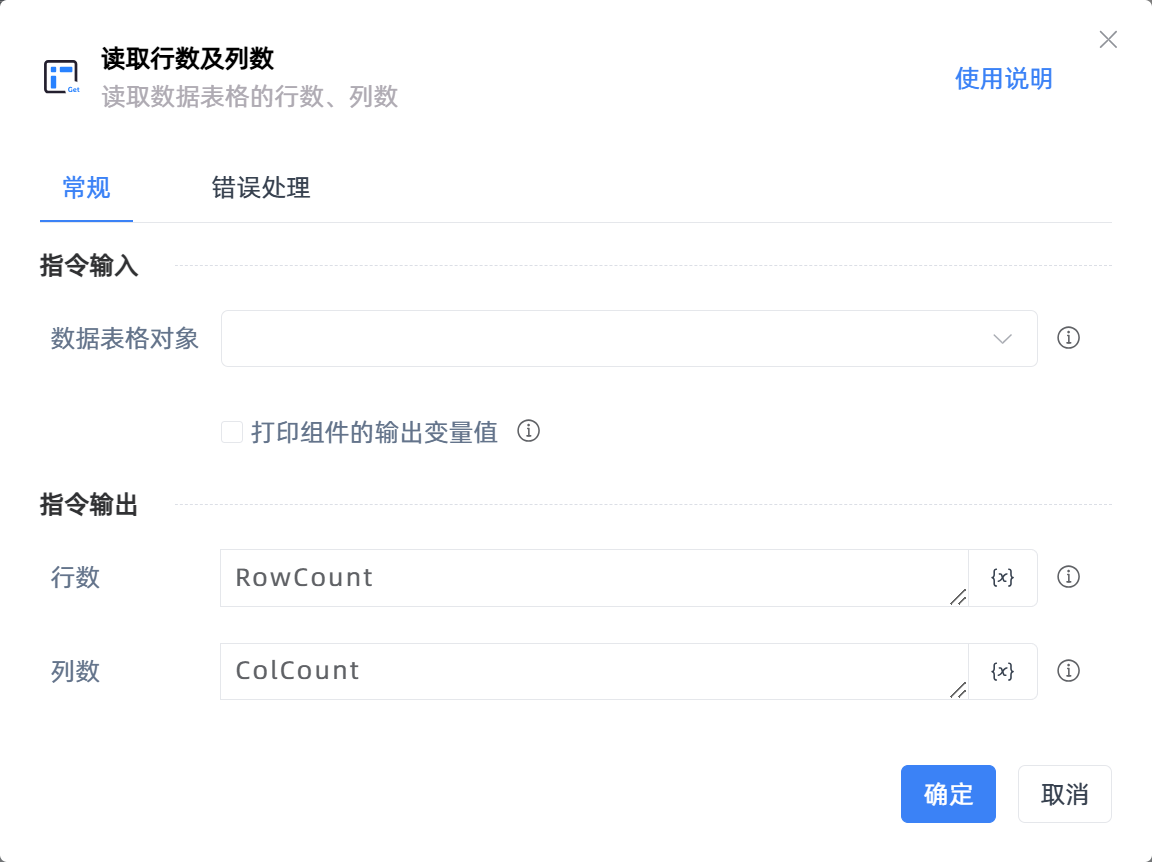 读取行数及列数
Get
读取数据表格的行数、列数
使用说明
常规
错误处理
指令输入
数据表格对象
打印组件的输出变量值
指令输出
行数
RowCount
{x}
列数
ColCount
{x}
确定
取消